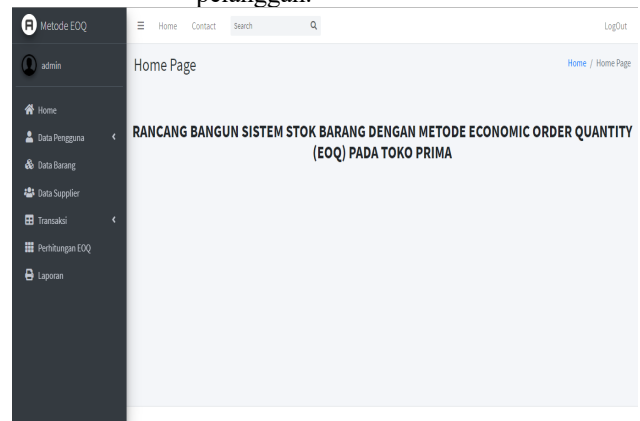 pelanggan.
Metode EOQ
Home Contact Search LogOut
admin
Home Page
Home / Home Page
Home
Data Pengguna
Data Barang
Data Supplier
Transaksi
Perhitungan EOQ
Laporan
RANCANG BANGUN SISTEM STOK BARANG DENGAN METODE ECONOMIC ORDER QUANTITY
(EOQ) PADA TOKO PRIMA